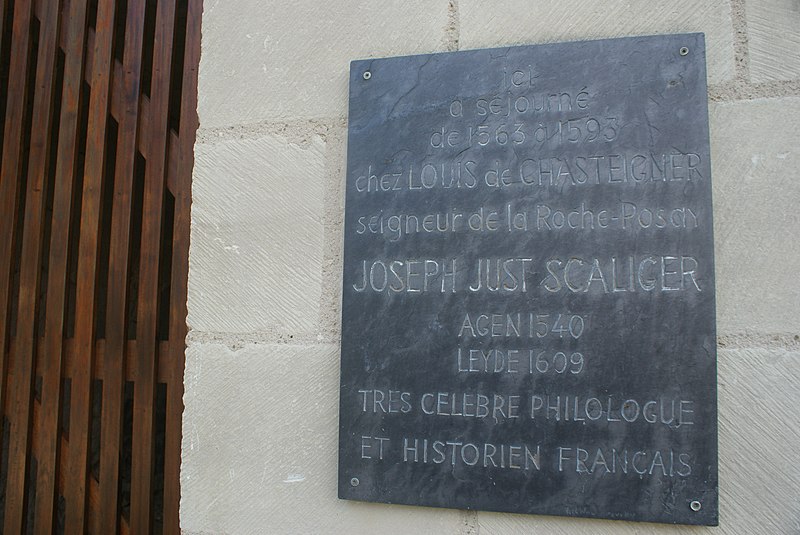 ici
a séjourné
de 1563 à 1593
chez LOUIS de CHASTEIGNER
seigneur de la Roche-Posay
JOSEPH JUST SCALIGER
AGEN 1540
LEYDE 1609
TRES CELEBRE PHILOLOGUE
ET HISTORIEN FRANÇAIS